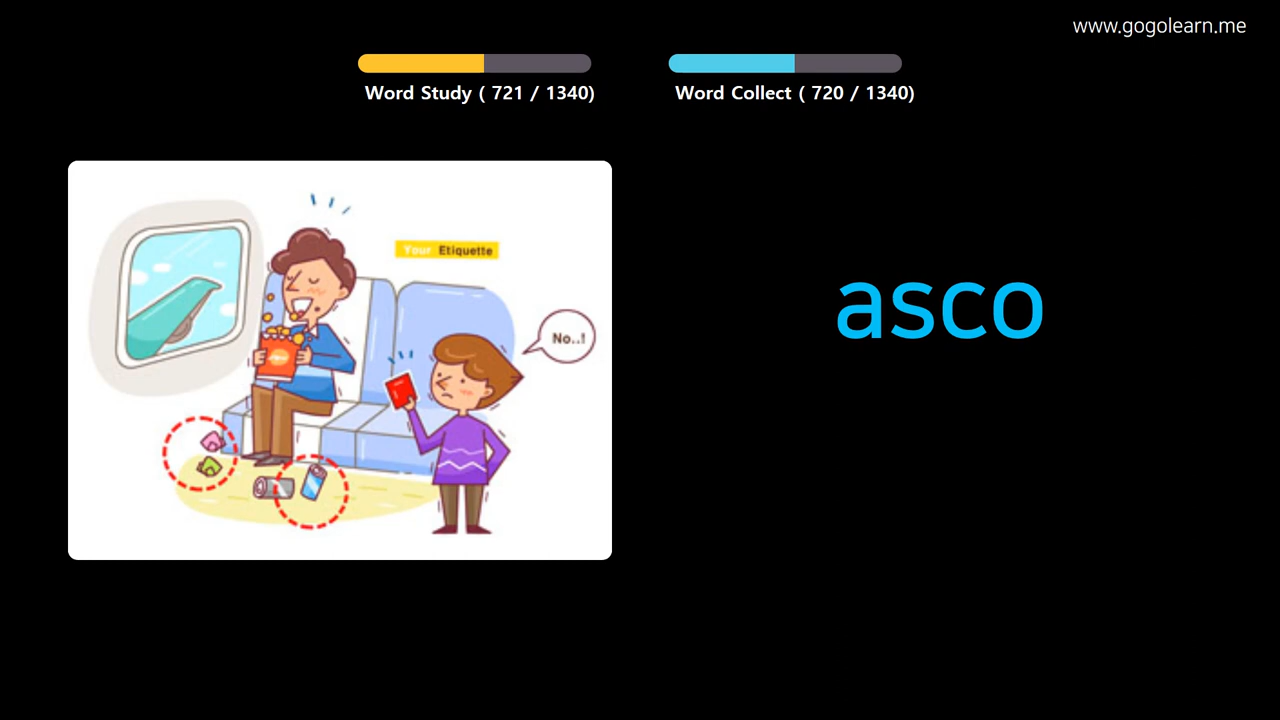 www.gogolearn.me
Word Study ( 721 / 1340)
Word Collect ( 720 / 1340)
Your Etiquette
No..!
asco